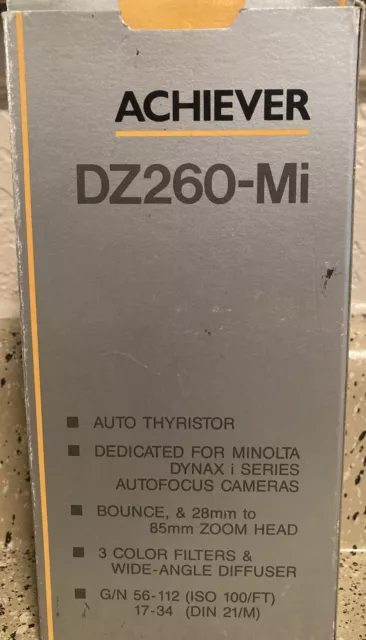 ACHIEVER
DZ260-Mi
■ AUTO THYRISTOR
■ DEDICATED FOR MINOLTA
DYNAX i SERIES
AUTOFOCUS CAMERAS
■ BOUNCE, & 28mm to
85mm ZOOM HEAD
■ 3 COLOR FILTERS &
WIDE-ANGLE DIFFUSER
■ G/N 56-112 (ISO 100/FT)
17-34 (DIN 21/M)